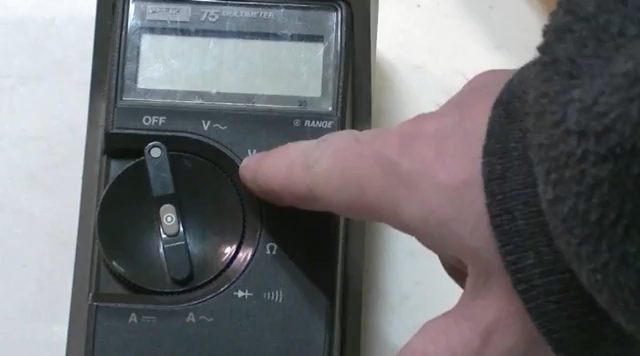 75 MULTIMETER
OFF
V~
RANGE
V
Ω
A
A~